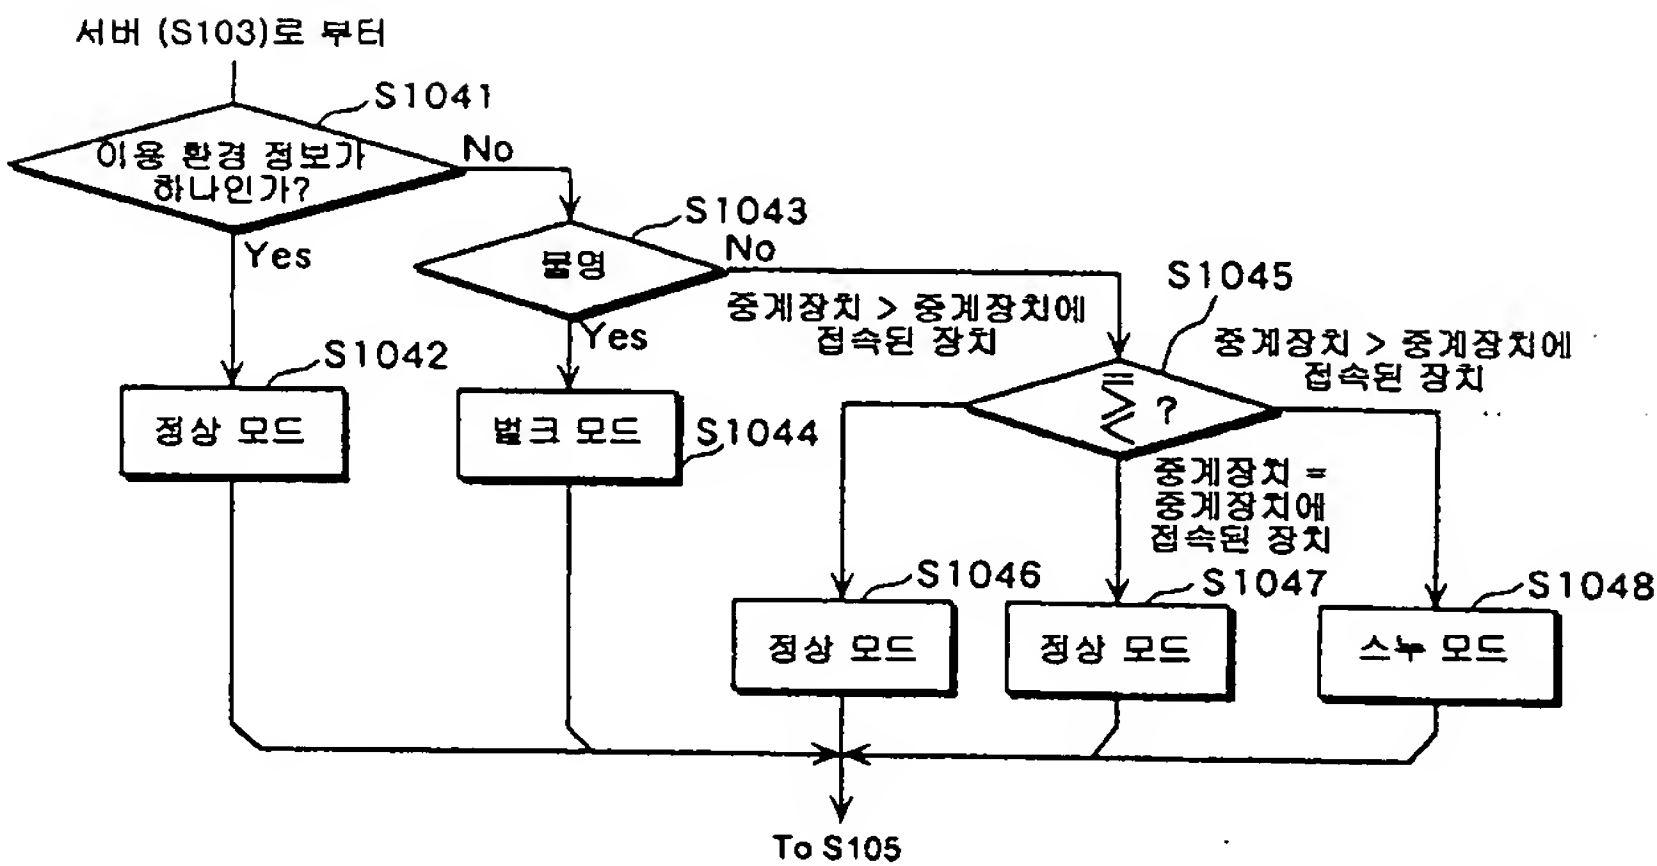 서버 (S103)로 부터
S1041
이용 환경 정보가
하나인가?
No
Yes
S1043
불명
No
Yes
S1042
정상 모드
벌크 모드
S1044
중계장치 > 중계장치에
접속된 장치
S1045
중계장치 > 중계장치에
접속된 장치
?
중계장치 =
중계장치에
접속된 장치
S1046
정상 모드
S1047
정상 모드
S1048
스누 모드
To S105